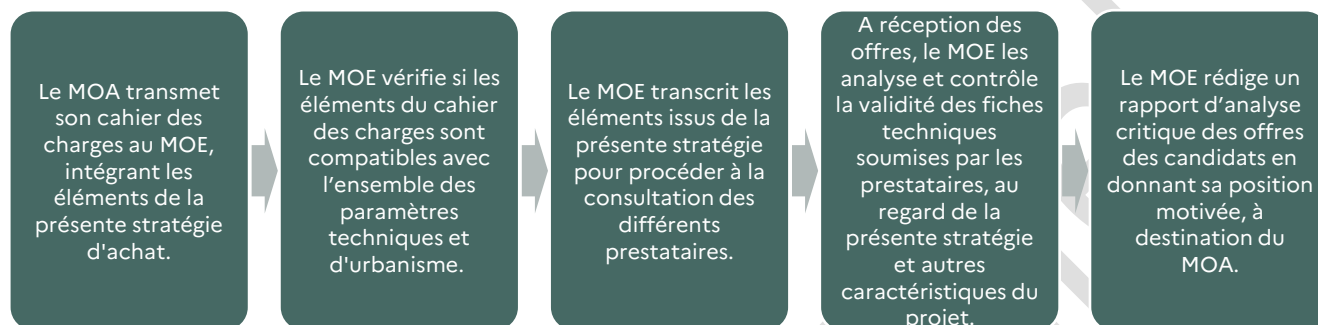 Le MOA transmet
son cahier des
charges au MOE,
intégrant les
éléments de la
présente stratégie
d'achat.
Le MOE vérifie si les
éléments du cahier
des charges sont
compatibles avec
l’ensemble des
paramètres
techniques et
d'urbanisme.
Le MOE transcrit les
éléments issus de la
présente stratégie
pour procéder à la
consultation des
différents
prestataires.
A réception des
offres, le MOE les
analyse et contrôle
la validité des fiches
techniques
soumises par les
prestataires, au
regard de la
présente stratégie
et autres
caractéristiques du
projet.
Le MOE rédige un
rapport d’analyse
critique des offres
des candidats en
donnant sa position
motivée, à
destination du
MOA.